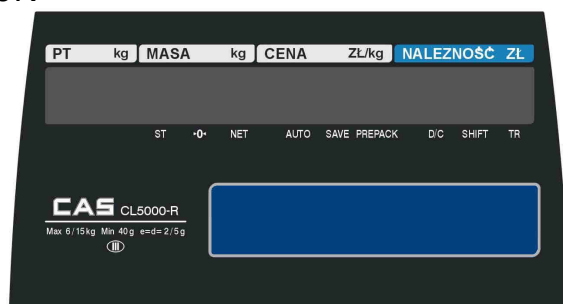 PT kg MASA kg CENA ZŁ/kg NALEZNOŚĆ ZŁ
ST ▸0◂ NET AUTO SAVE PREPACK D/C SHIFT TR
CAS CL5000-R
Max 6/15kg Min 40g e=d=2/5g
III